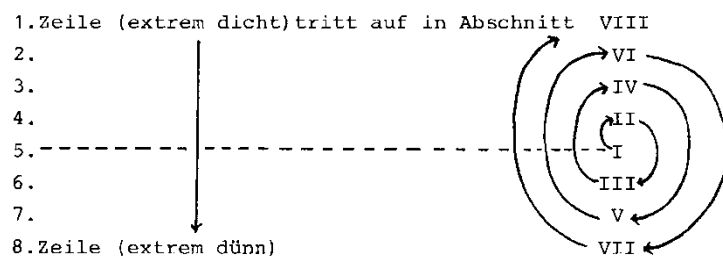 1.Zeile (extrem dicht)tritt auf in Abschnitt VIII
2. VI
3. IV
4. II
5. I
6. III
7. V
8.Zeile (extrem dünn) VII